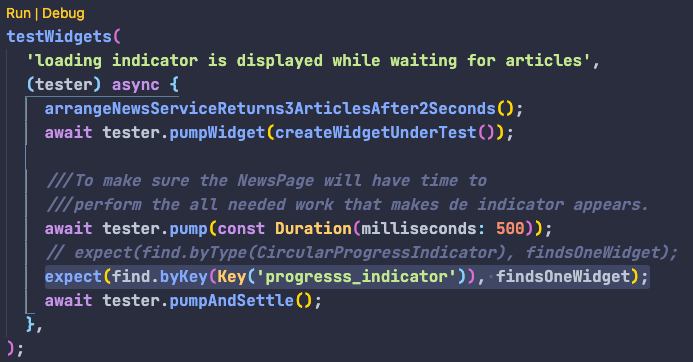 Run | Debug
testWidgets(
'loading indicator is displayed while waiting for articles',
(tester) async {
arrangeNewsServiceReturns3ArticlesAfter2Seconds();
await tester.pumpWidget(createWidgetUnderTest());
///To make sure the NewsPage will have time to
///perform the all needed work that makes de indicator appears.
await tester.pump(const Duration(milliseconds: 500));
// expect(find.byType(CircularProgressIndicator), findsOneWidget);
expect(find.byKey(Key('progresss_indicator')), findsOneWidget);
await tester.pumpAndSettle();
},
);